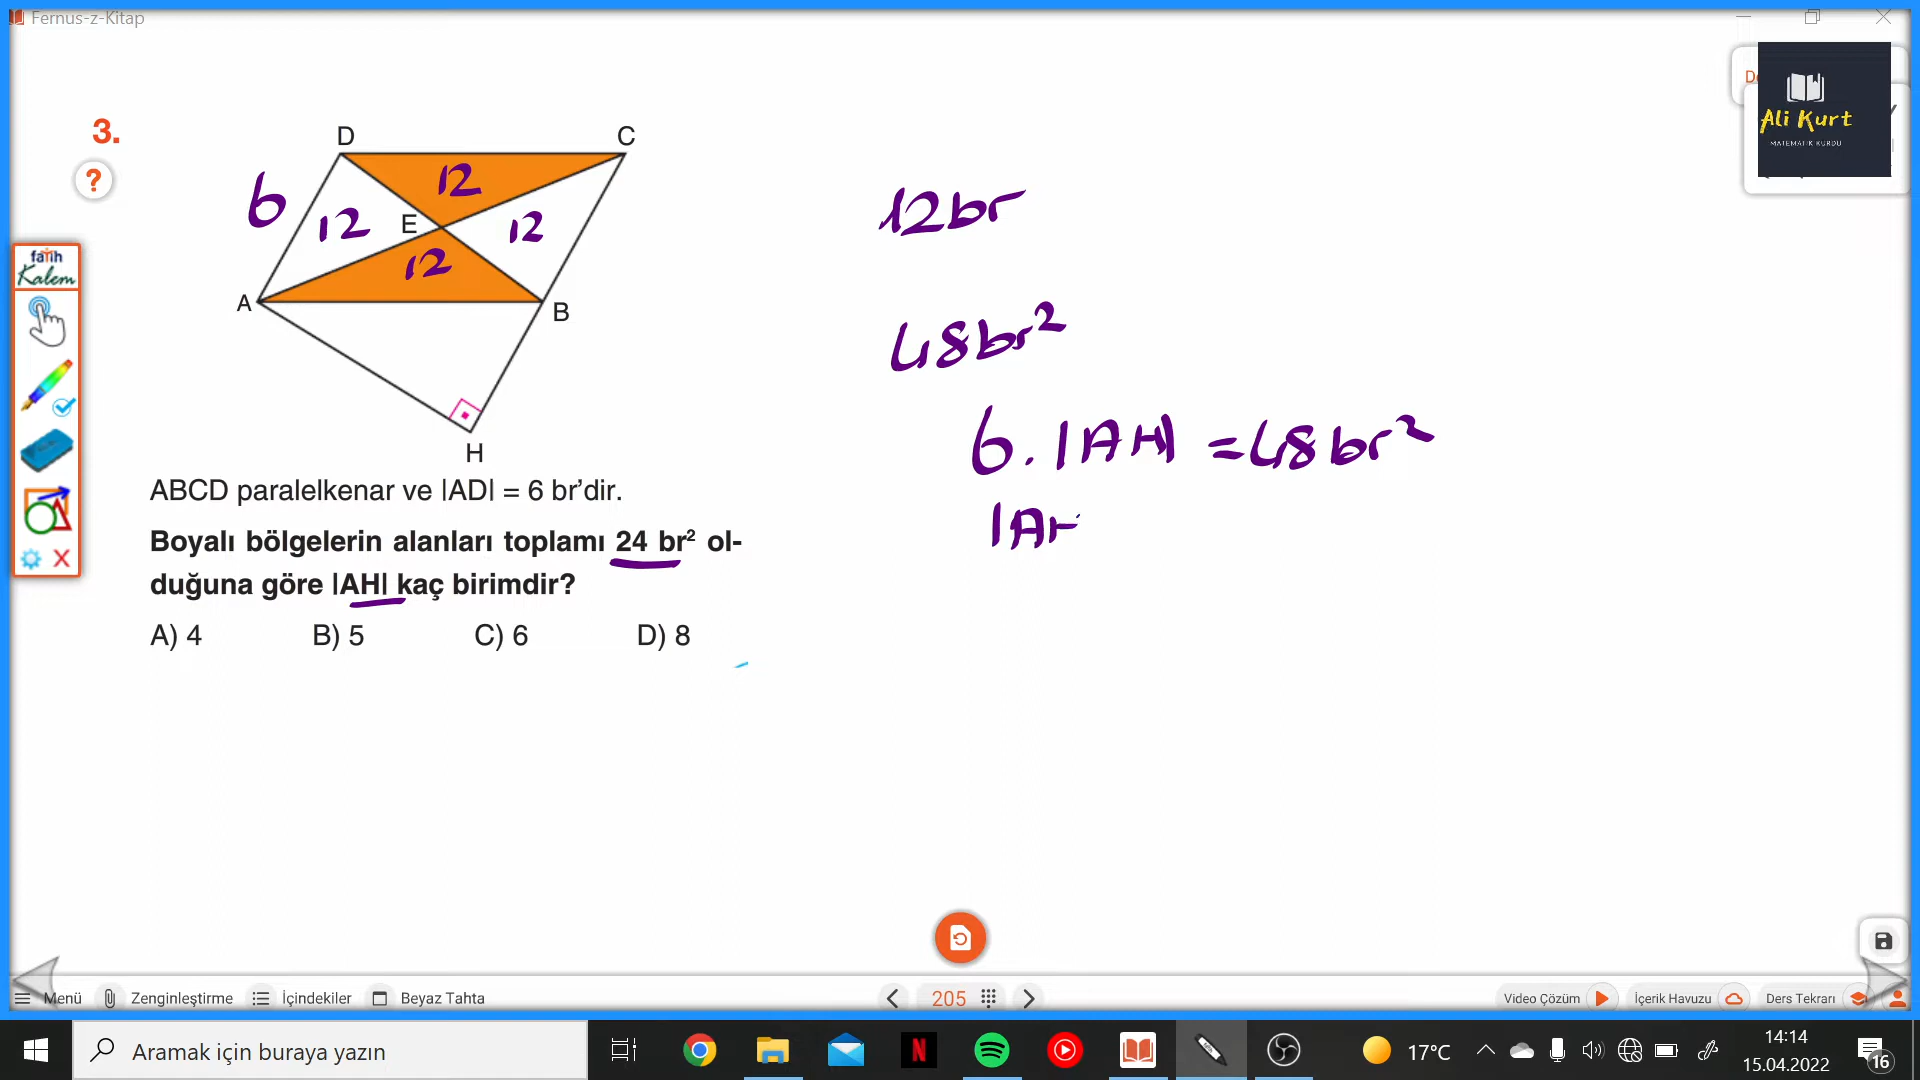 Fernus-z-Kitap
Ali Kurt
MATEMATİK KURDU
3.
?
D
C
6
12
12
12
E
12
A
B
H
12br
48br²
6.|AH| =48br²
fatih
Kalem
ABCD paralelkenar ve |AD| = 6 br’dir.
Boyalı bölgelerin alanları toplamı 24 br² ol-
duğuna göre |AH| kaç birimdir?
A) 4 B) 5 C) 6 D) 8
Menü Zenginleştirme İçindekiler Beyaz Tahta 205 Video Çözüm İçerik Havuzu Ders Tekrarı
Aramak için buraya yazın 17°C 14:14
15.04.2022 16